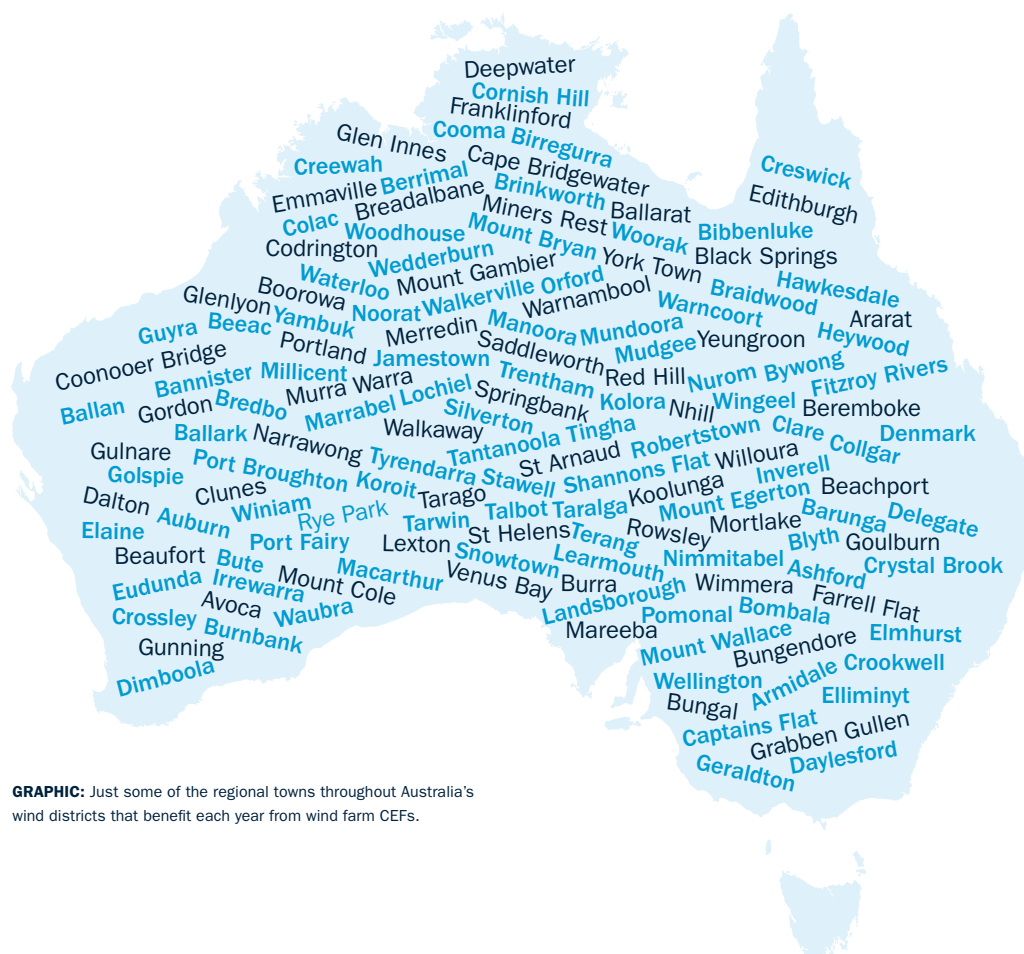 Deepwater
Cornish Hill
Franklinford
Cooma Birregurra
Glen Innes
Cape Bridgewater
Creewah
Creswick
Emmaville Berrimal
Brinkworth
Edithburgh
Breadalbane
Miners Rest Ballarat
Colac
Woodhouse
Mount Bryan Woorak Bibbenluke
Codrington
Wedderburn
York Town Black Springs
Waterloo Mount Gambier
Boorowa
Walkerville Orford
Hawkesdale
Glenlyon
Noorat
Warnambool
Braidwood
Yambuk
Warncoort
Ararat
Guyra Beeac
Merredin Manoora Mundoora
Heywood
Portland
Saddleworth
Mudgee Yeungroon
Coonooer Bridge
Jamestown
Bannister Millicent
Trentham Red Hill Nurom Bywong
Fitzroy Rivers
Murra Warra
Ballan Gordon Bredbo
Marrabel Lochiel Springbank
Kolora Nhill Wingeel Beremboke
Silverton
Ballark Narrawong
Walkaway
Tantanoola Tingha
Robertstown Clare
Denmark
Gulnare
Collgar
Port Broughton
Tyrendarra
St Arnaud
Willoura
Golspie
Koroit
Stawell Shannons Flat
Inverell
Dalton
Clunes
Tarago
Koolunga
Beachport
Winiam
Talbot Taralga
Mount Egerton
Elaine Auburn
Rye Park
Tarwin
Barunga Delegate
St Helens
Rowsley Mortlake
Port Fairy
Terang
Blyth Goulburn
Beaufort
Lexton Snowtown
Learmouth
Nimmitabel
Bute
Macarthur
Ashford Crystal Brook
Eudunda Irrewarra
Mount Cole
Venus Bay Burra
Wimmera
Avoca
Landsborough
Farrell Flat
Crossley
Waubra
Pomonal Bombala
Burnbank
Mareeba
Elmhurst
Gunning
Mount Wallace
Bungendore
Dimboola
Wellington
Crookwell
Armidale
Bungal
Elliminyt
Captains Flat
Grabben Gullen
Geraldton
Daylesford
GRAPHIC: Just some of the regional towns throughout Australia’s
wind districts that benefit each year from wind farm CEFs.